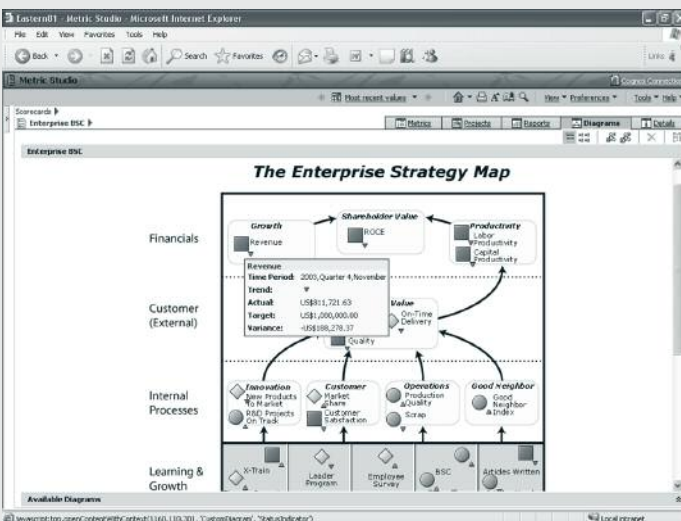 Eastern01 - Metric Studio - Microsoft Internet Explorer
File Edit View Favorites Tools Help
Back Search Favorites Links
Metric Studio
Cognos Connection
Most recent values New Preferences Tools Help
Scorecards
Enterprise BSC
Metrics Projects Reports Diagrams Details
Enterprise BSC
The Enterprise Strategy Map
Financials
Growth
Revenue
Shareholder Value
ROCE
Productivity
Labor
Productivity
Capital
Productivity
Revenue
Time Period: 2003,Quarter 4,November
Trend:
Actual: US$811,721.63
Target: US$1,000,000.00
Variance: -US$188,278.37
Customer
(External)
Value
On-Time
Delivery
Quality
Internal
Processes
Innovation
New Products
To Market
R&D Projects
On Track
Customer
Market
Share
Customer
Satisfaction
Operations
Production
Quality
Scrap
Good Neighbor
Good
Neighbor
Index
Learning &
Growth
X-Train
Leader
Program
Employee
Survey
BSC
Articles Written
Available Diagrams
Local intranet